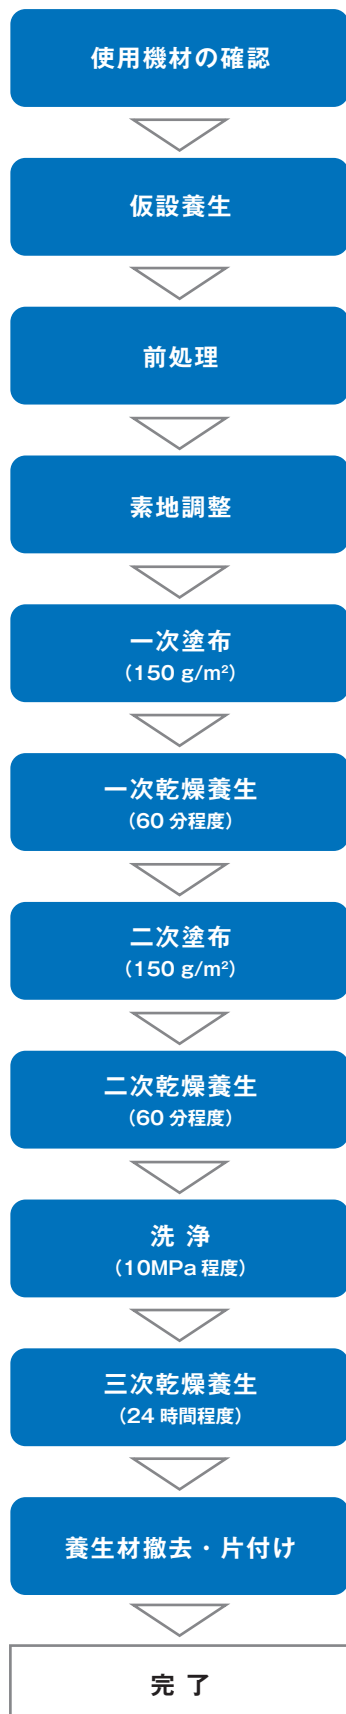 使用機材の確認
仮設養生
前処理
素地調整
一次塗布
（150 g/m²）
一次乾燥養生
（60 分程度）
二次塗布
（150 g/m²）
二次乾燥養生
（60 分程度）
洗 浄
（10MPa 程度）
三次乾燥養生
（24 時間程度）
養生材撤去・片付け
完 了